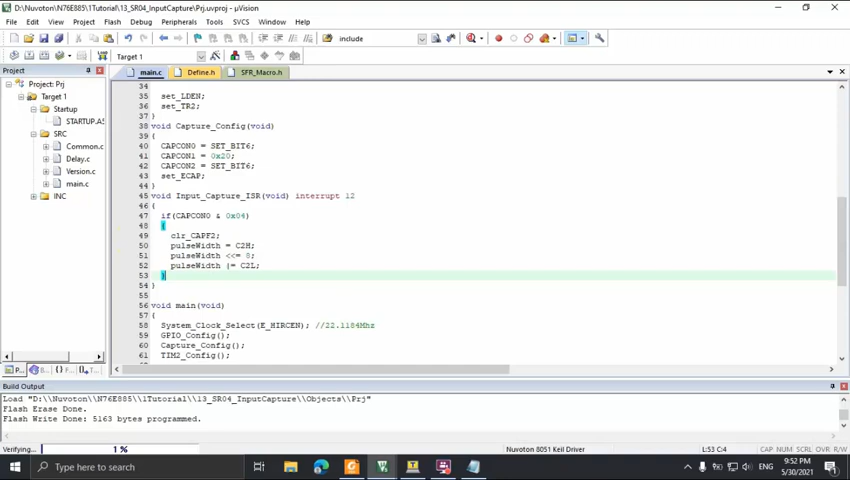 D:\Nuvoton\N76E885\1Tutorial\13_SR04_InputCapture\Prj.uvproj - µVision
File Edit View Project Flash Debug Peripherals Tools SVCS Window Help
include
Target 1
Project
Project: Prj
Target 1
Startup
STARTUP.A5
SRC
Common.c
Delay.c
Version.c
main.c
INC
main.c Define.h SFR_Macro.h
34
35 set_LDEN;
36 set_TR2;
37 }
38 void Capture_Config(void)
39 {
40 CAPCON0 = SET_BIT6;
41 CAPCON1 = 0x20;
42 CAPCON2 = SET_BIT6;
43 set_ECAP;
44 }
45 void Input_Capture_ISR(void) interrupt 12
46 {
47 if(CAPCON0 & 0x04)
48 {
49 clr_CAPF2;
50 pulseWidth = C2H;
51 pulseWidth <<= 8;
52 pulseWidth |= C2L;
53 }
54 }
55
56 void main(void)
57 {
58 System_Clock_Select(E_HIRCEN); //22.1184Mhz
59 GPIO_Config();
60 Capture_Config();
61 TIM2_Config();
P... B... {} F... 0. T...
Build Output
Load "D:\\Nuvoton\\N76E885\\1Tutorial\\13_SR04_InputCapture\\Objects\\Prj"
Flash Erase Done.
Flash Write Done: 5163 bytes programmed.
Verifying... 1 % Nuvoton 8051 Keil Driver L:53 C:4 CAP NUM SCRL OVR R/W
Type here to search
ENG
9:52 PM
5/30/2021